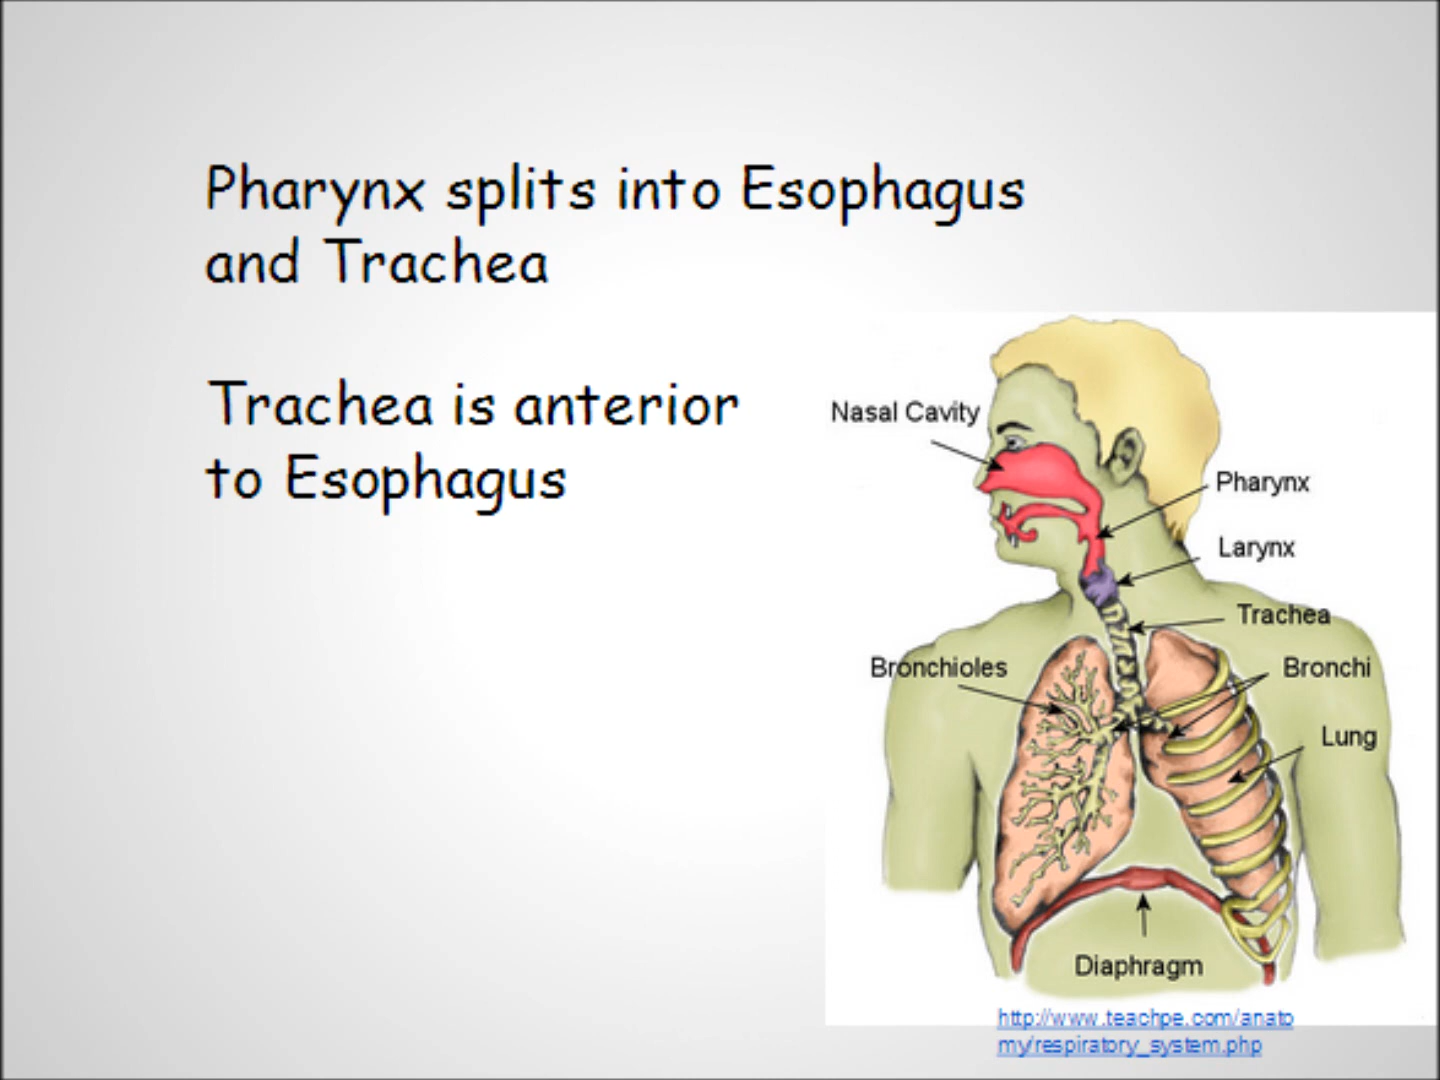 Pharynx splits into Esophagus
and Trachea
Trachea is anterior
to Esophagus
Nasal Cavity
Pharynx
Larynx
Trachea
Bronchioles
Bronchi
Lung
Diaphragm
http://www.teachpe.com/anato
my/respiratory_system.php